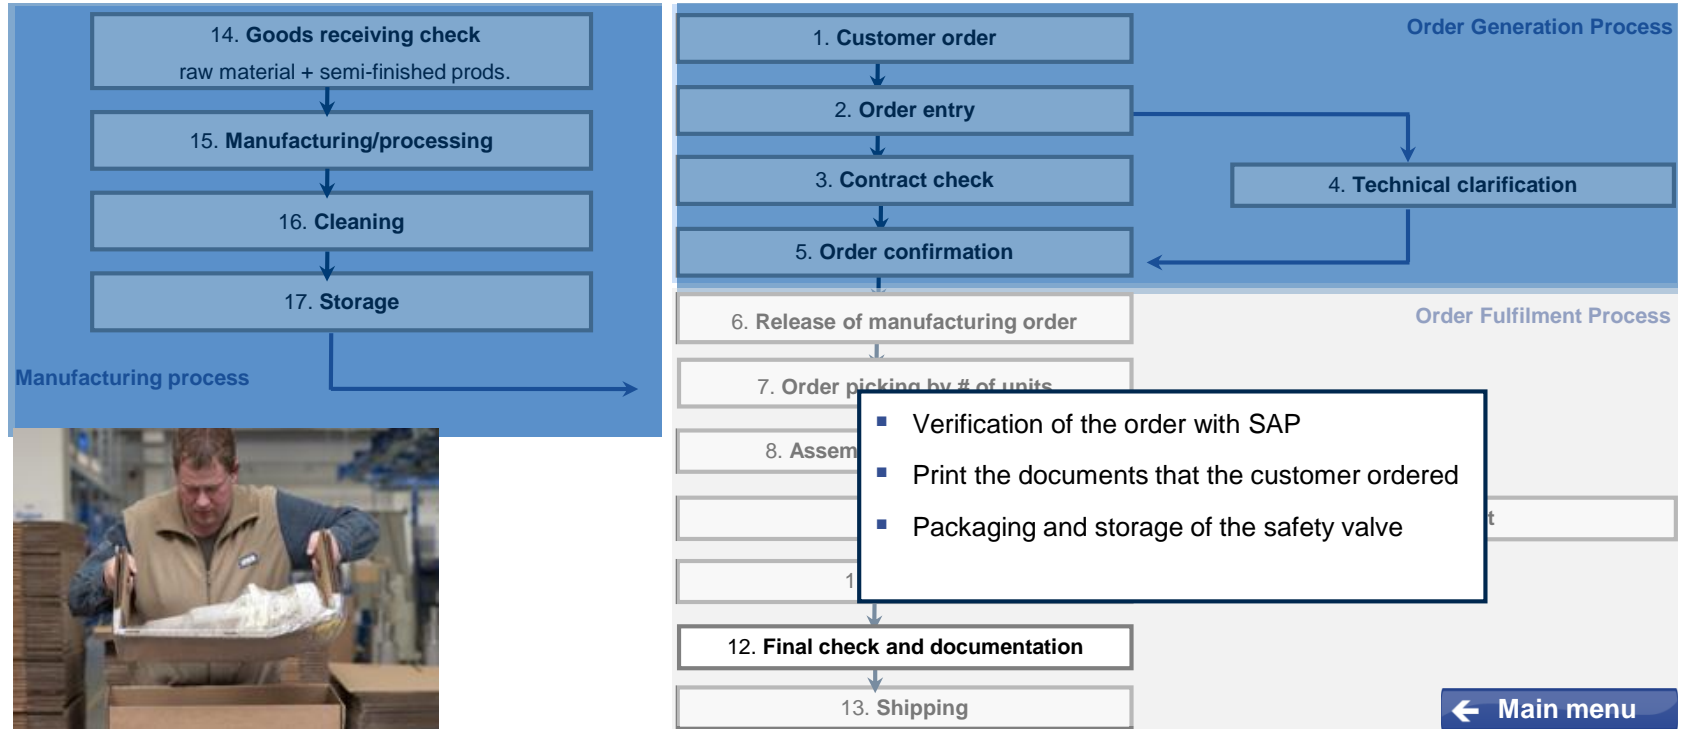 14. Goods receiving check
raw material + semi-finished prods.
15. Manufacturing/processing
16. Cleaning
17. Storage
Manufacturing process
Order Generation Process
1. Customer order
2. Order entry
3. Contract check
4. Technical clarification
5. Order confirmation
Order Fulfilment Process
6. Release of manufacturing order
7. Order picking by # of units
8. Assem
▪ Verification of the order with SAP
▪ Print the documents that the customer ordered
▪ Packaging and storage of the safety valve
t
1
12. Final check and documentation
13. Shipping
← Main menu